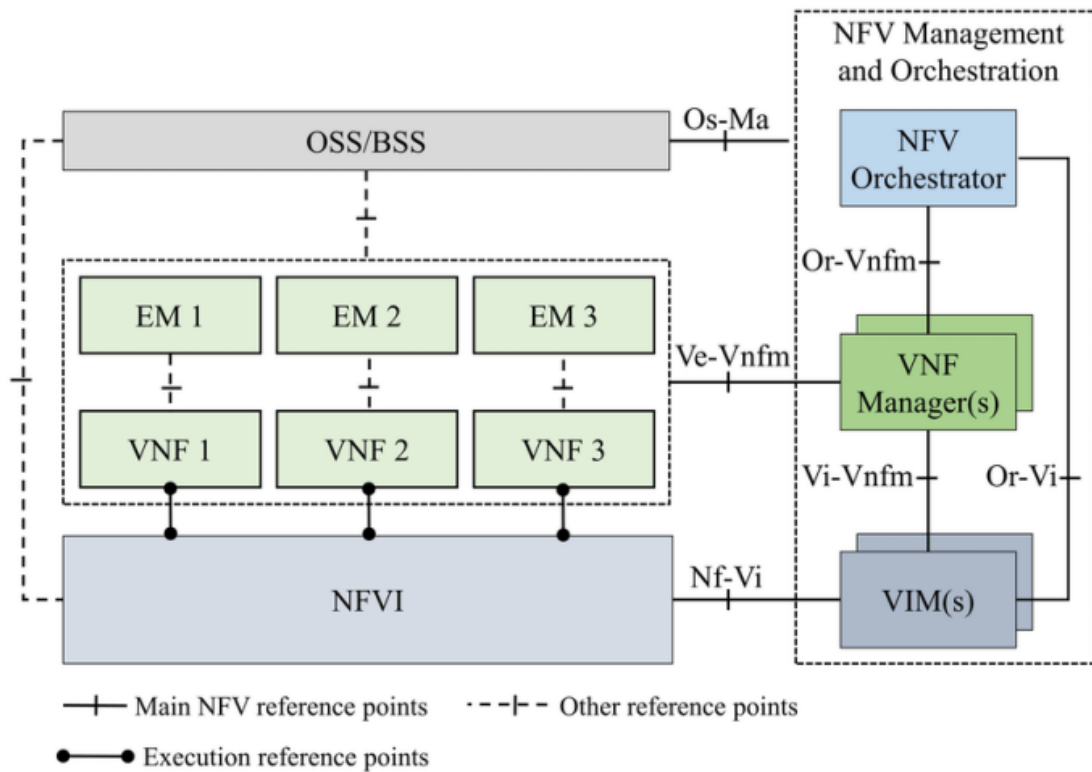 NFV Management
and Orchestration
Os-Ma
OSS/BSS
NFV
Orchestrator
Or-Vnfm
EM 1
EM 2
EM 3
Ve-Vnfm
VNF
Manager(s)
VNF 1
VNF 2
VNF 3
Vi-Vnfm
Or-Vi
Nf-Vi
NFVI
VIM(s)
Main NFV reference points
Other reference points
Execution reference points